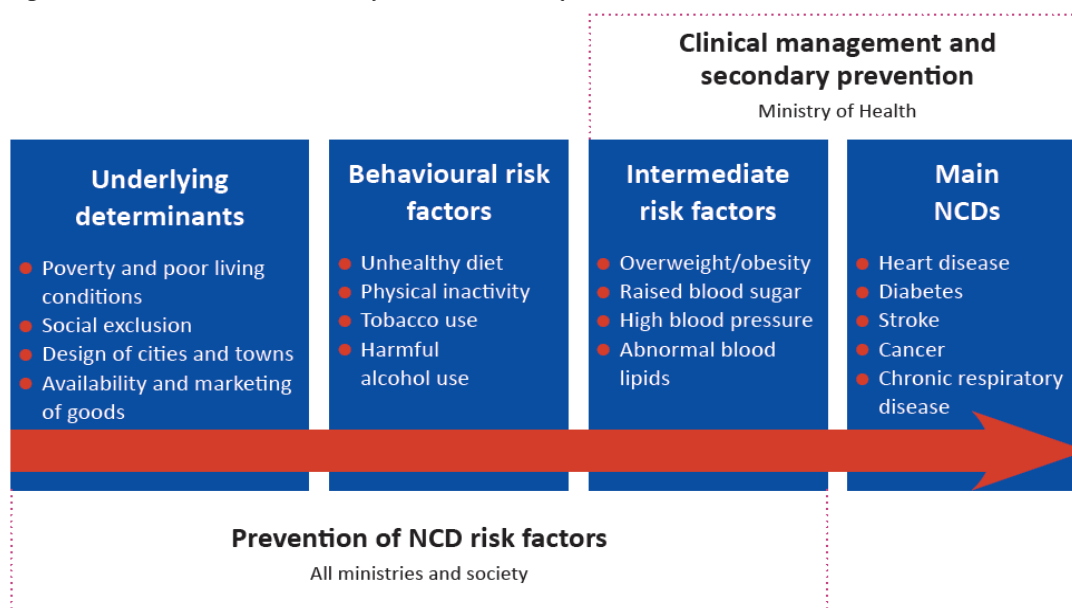 Clinical management and
secondary prevention
Ministry of Health
Underlying
determinants
Poverty and poor living
conditions
Social exclusion
Design of cities and towns
Availability and marketing
of goods
Behavioural risk
factors
Unhealthy diet
Physical inactivity
Tobacco use
Harmful
alcohol use
Intermediate
risk factors
Overweight/obesity
Raised blood sugar
High blood pressure
Abnormal blood
lipids
Main
NCDs
Heart disease
Diabetes
Stroke
Cancer
Chronic respiratory
disease
Prevention of NCD risk factors
All ministries and society